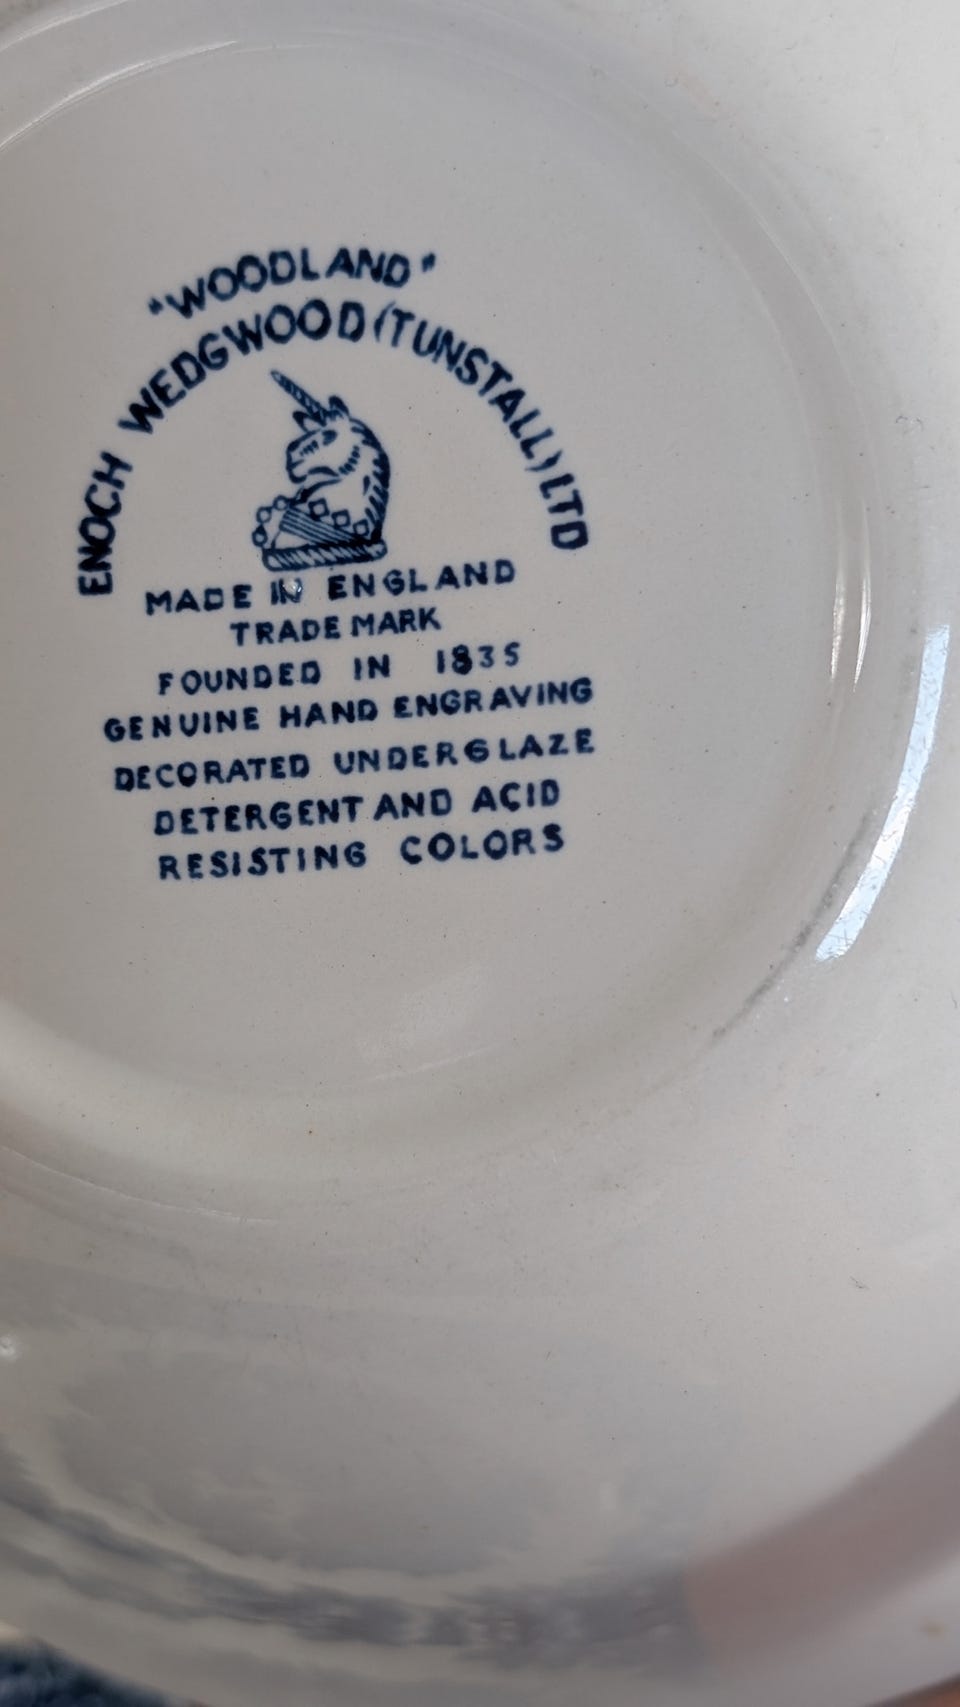 "WOODLAND"
ENOCH WEDGWOOD (TUNSTALL) LTD
MADE IN ENGLAND
TRADE MARK
FOUNDED IN 1835
GENUINE HAND ENGRAVING
DECORATED UNDERGLAZE
DETERGENT AND ACID
RESISTING COLORS